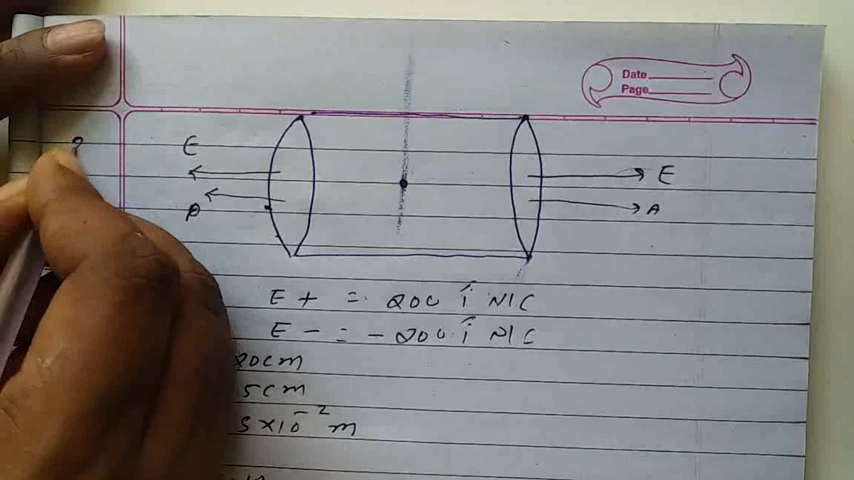 Date
Page
E
E
A
A
E + = 200 î N/C
E - = - 200 î N/C
20cm
5cm
5×10⁻² m